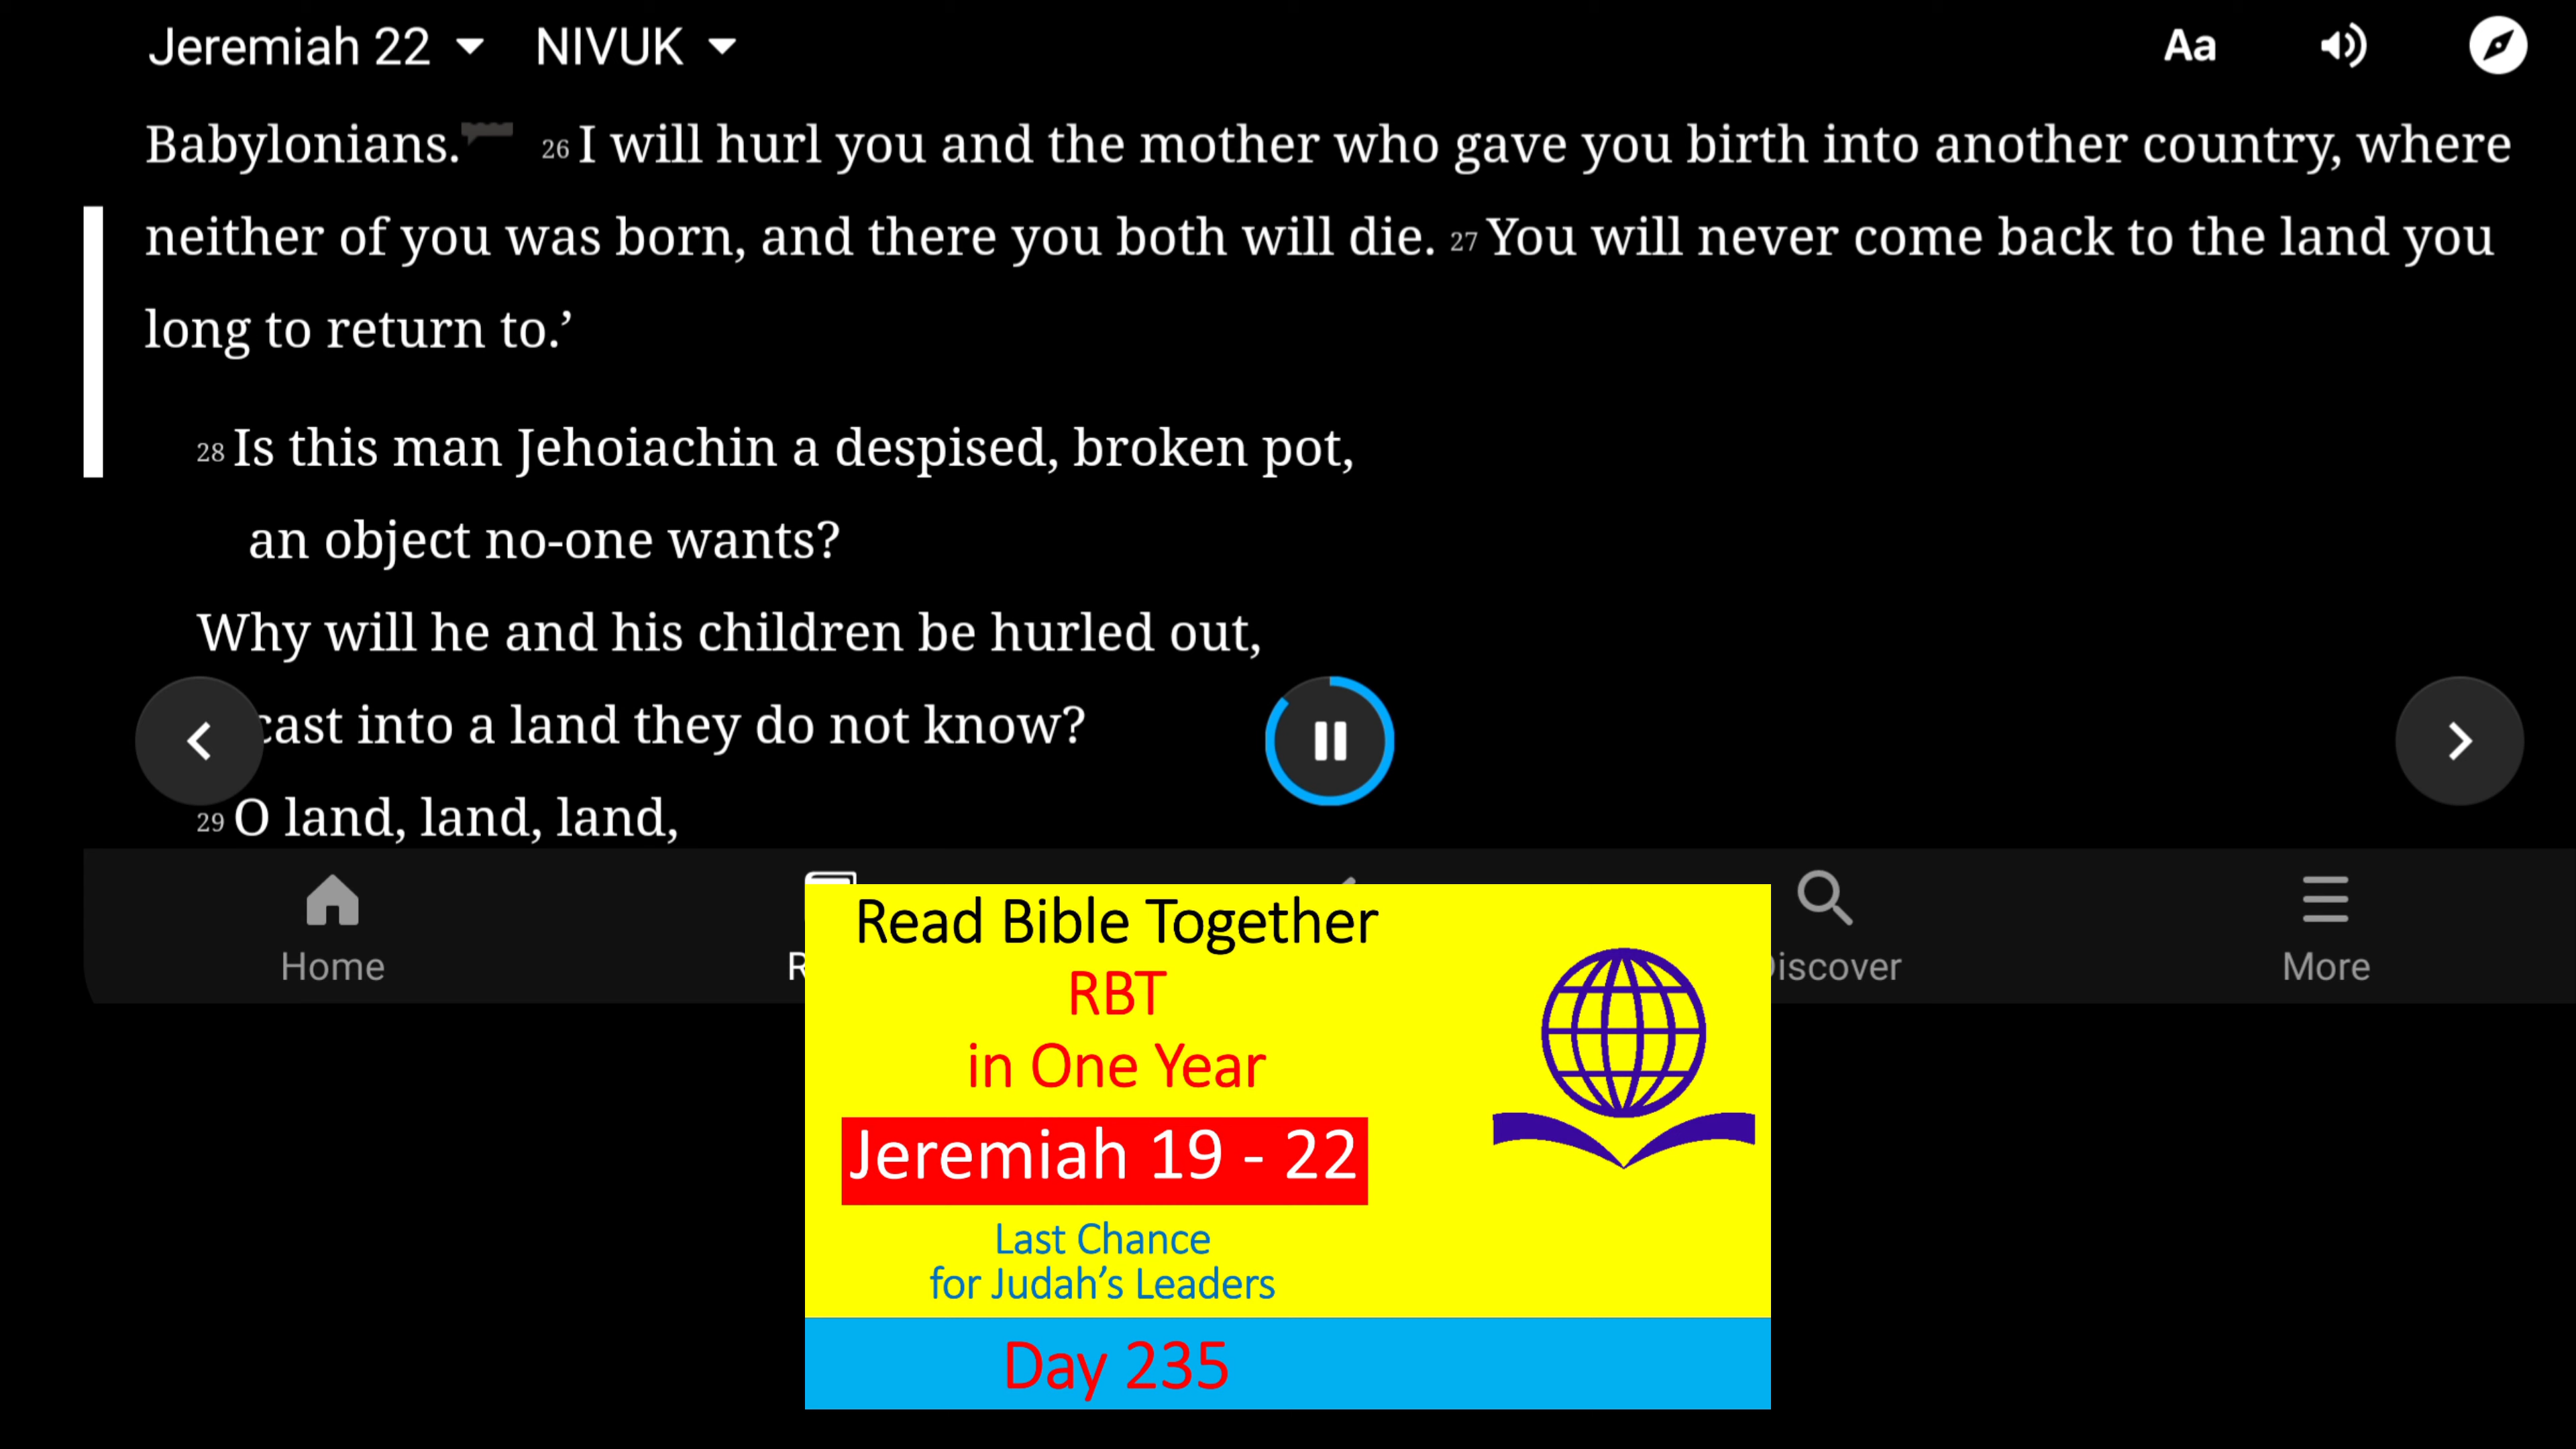 Jeremiah 22 NIVUK Aa
Babylonians. 26 I will hurl you and the mother who gave you birth into another country, where
neither of you was born, and there you both will die. 27 You will never come back to the land you
long to return to.’
28 Is this man Jehoiachin a despised, broken pot,
an object no-one wants?
Why will he and his children be hurled out,
cast into a land they do not know?
29 O land, land, land,
Home
Discover
More
Read Bible Together
RBT
in One Year
Jeremiah 19 - 22
Last Chance
for Judah’s Leaders
Day 235